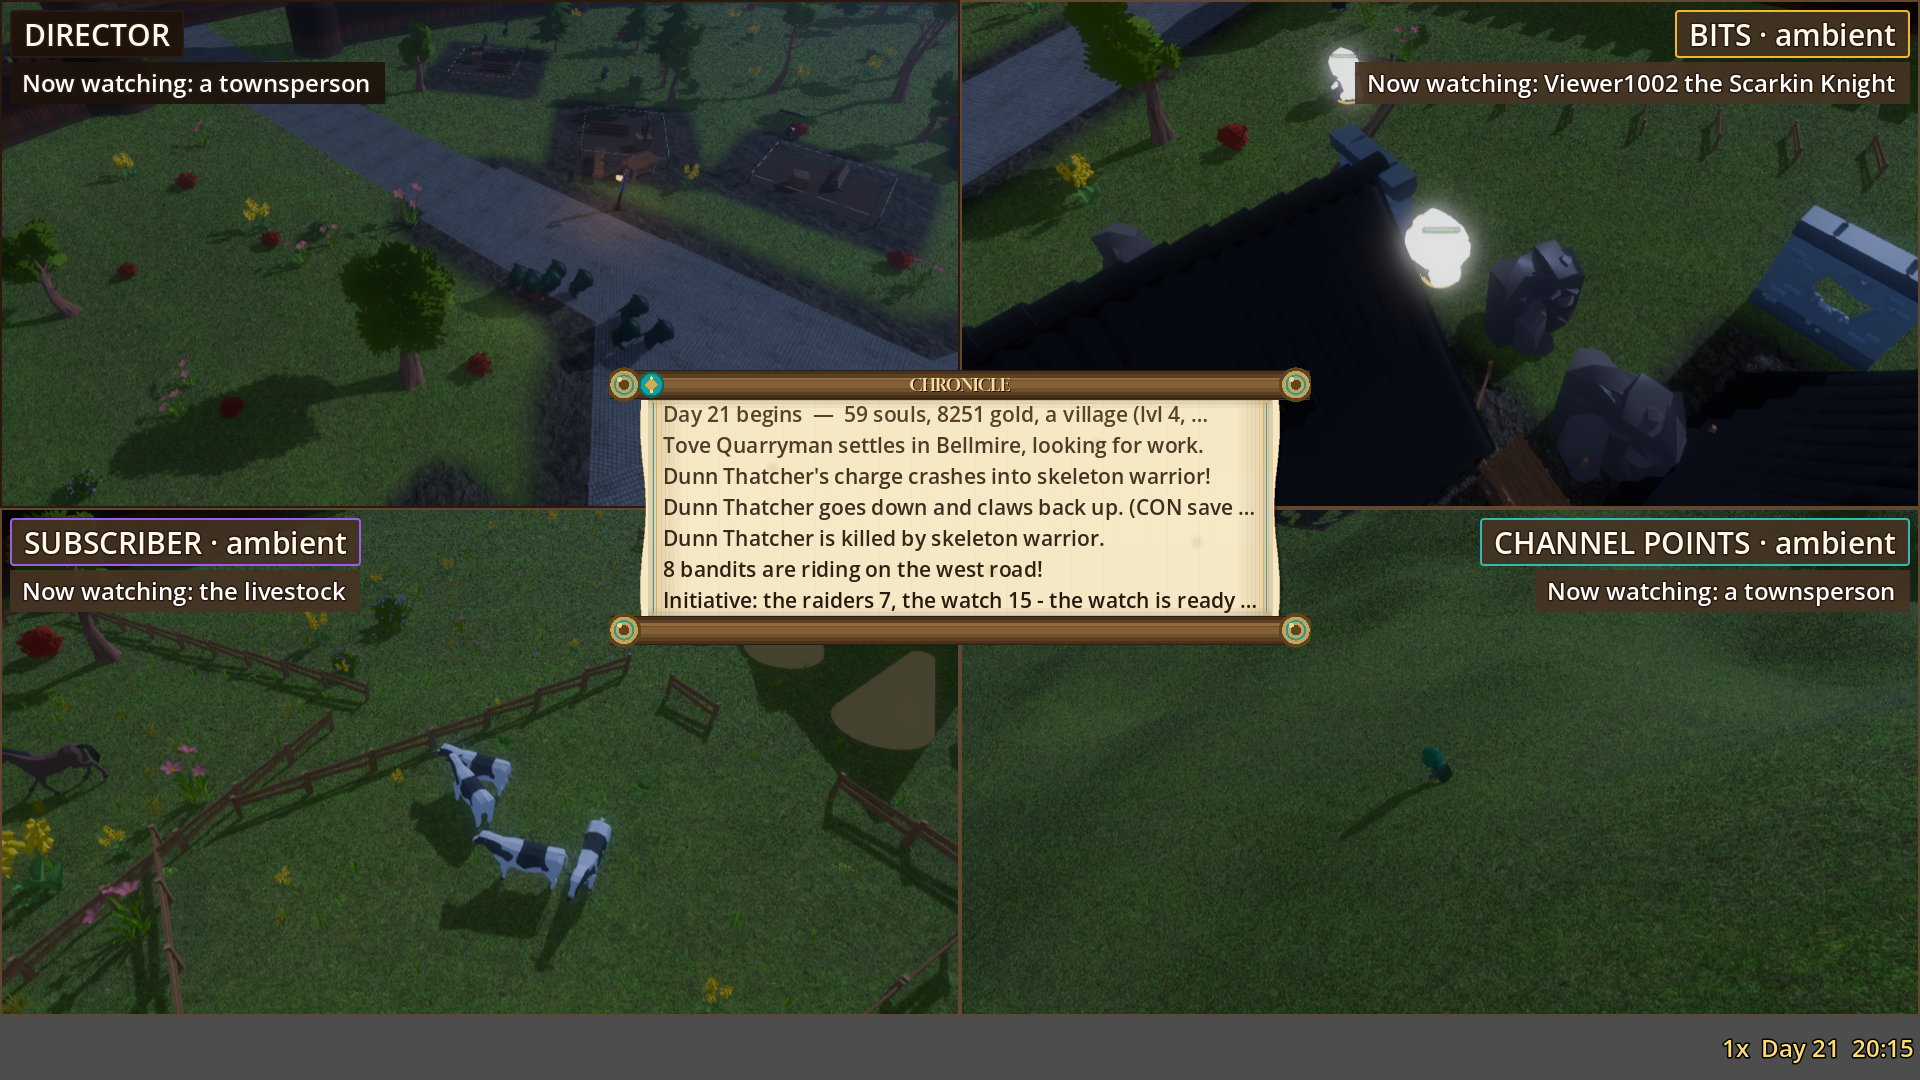 DIRECTOR
Now watching: a townsperson
BITS · ambient
Now watching: Viewer1002 the Scarkin Knight
CHRONICLE
Day 21 begins — 59 souls, 8251 gold, a village (lvl 4, ...
Tove Quarryman settles in Bellmire, looking for work.
Dunn Thatcher's charge crashes into skeleton warrior!
Dunn Thatcher goes down and claws back up. (CON save ...
Dunn Thatcher is killed by skeleton warrior.
8 bandits are riding on the west road!
Initiative: the raiders 7, the watch 15 - the watch is ready ...
SUBSCRIBER · ambient
Now watching: the livestock
CHANNEL POINTS · ambient
Now watching: a townsperson
1x Day 21 20:15